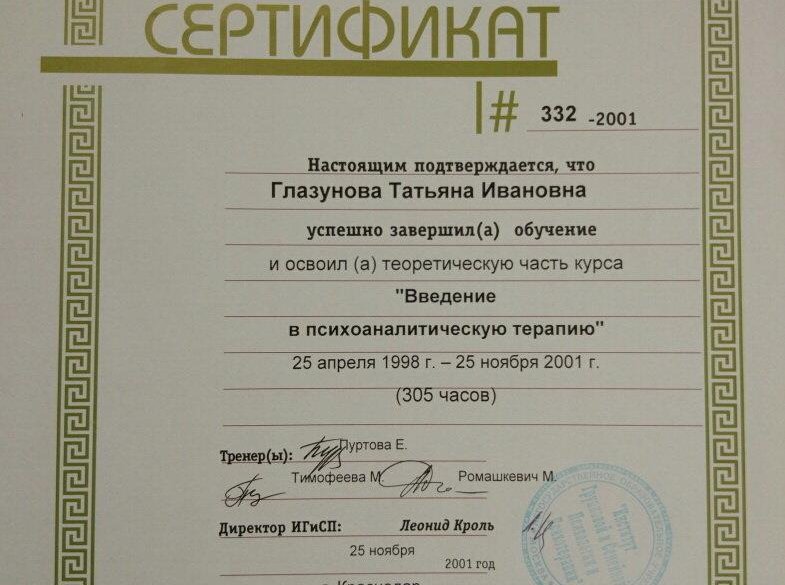 СЕРТИФИКАТ
# 332 -2001
Настоящим подтверждается, что
Глазунова Татьяна Ивановна
успешно завершил(а) обучение
и освоил (а) теоретическую часть курса
"Введение
в психоаналитическую терапию"
25 апреля 1998 г. – 25 ноября 2001 г.
(305 часов)
Тренер(ы): Пуртова Е.
Тимофеева М. Ромашкевич М.
Директор ИГиСП: Леонид Кроль
25 ноября
2001 год
г. Краснодар
"Институт